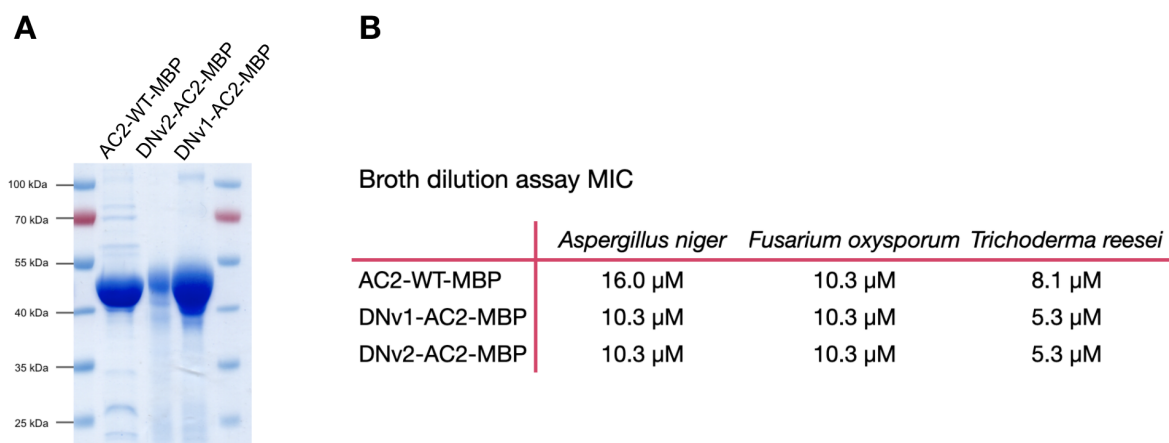 A
B
AC2-WT-MBP
DNv2-AC2-MBP
DNv1-AC2-MBP
100 kDa
70 kDa
55 kDa
40 kDa
35 kDa
25 kDa
Broth dilution assay MIC
Aspergillus niger Fusarium oxysporum Trichoderma reesei
AC2-WT-MBP 16.0 µM 10.3 µM 8.1 µM
DNv1-AC2-MBP 10.3 µM 10.3 µM 5.3 µM
DNv2-AC2-MBP 10.3 µM 10.3 µM 5.3 µM